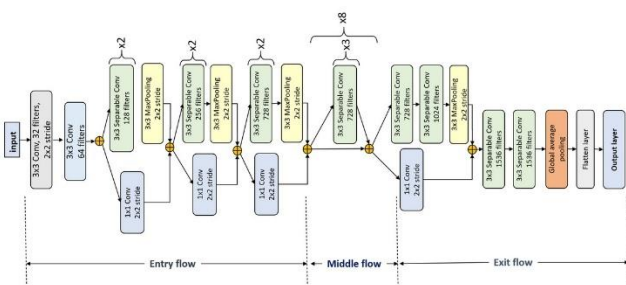 x8
x2
x2
x2
x3
Input
3x3 Conv, 32 filters,
2x2 stride
3x3 Conv
64 filters
3x3 Separable Conv
128 filters
3x3 MaxPooling
2x2 stride
1x1 Conv
2x2 stride
3x3 Separable Conv
256 filters
3x3 MaxPooling
2x2 stride
1x1 Conv
2x2 stride
3x3 Separable Conv
728 filters
3x3 MaxPooling
2x2 stride
1x1 Conv
2x2 stride
3x3 Separable Conv
728 filters
3x3 Separable Conv
728 filters
3x3 Separable Conv
1024 filters
3x3 MaxPooling
2x2 stride
1x1 Conv
2x2 stride
3x3 Separable Conv
1536 filters
3x3 Separable Conv
1536 filters
Global average
pooling
Flatten layer
Output layer
Entry flow
Middle flow
Exit flow